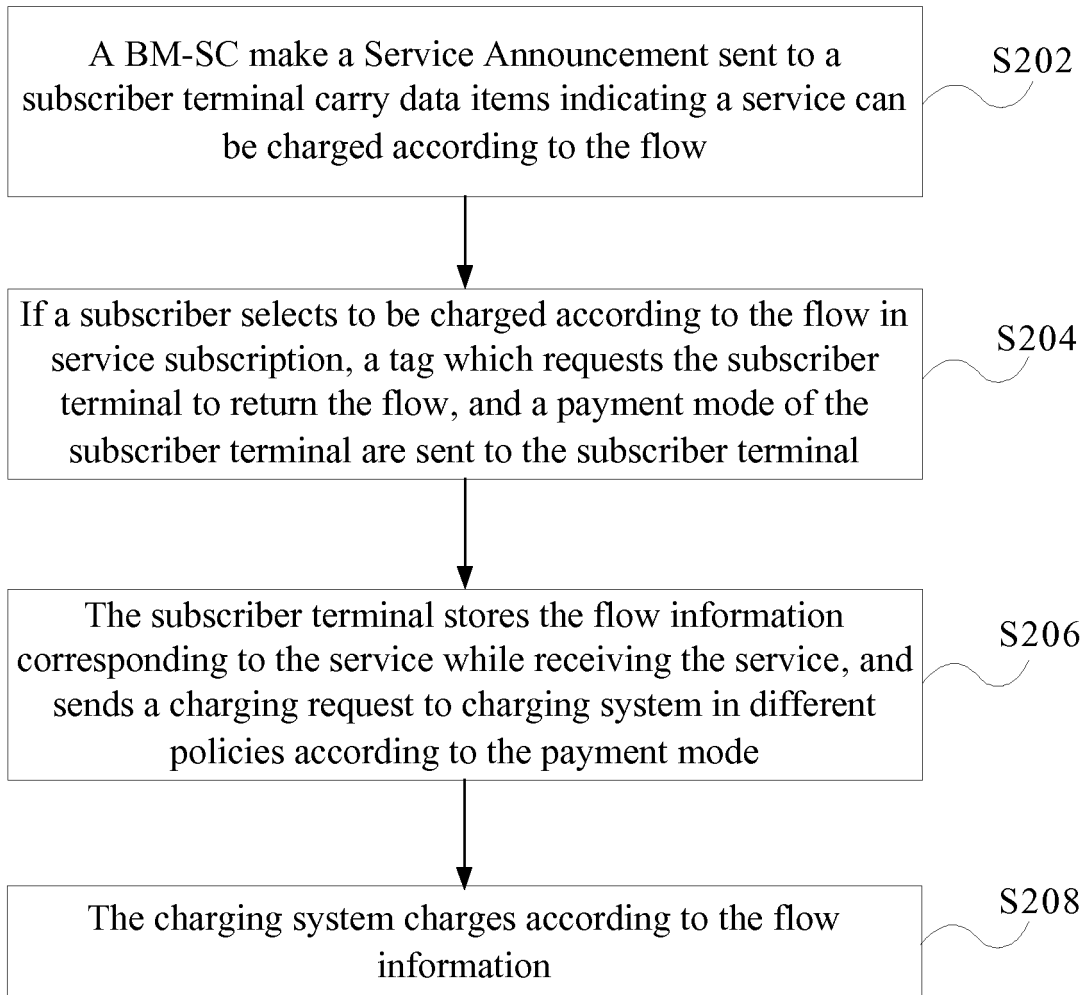 A BM-SC make a Service Announcement sent to a
subscriber terminal carry data items indicating a service can
be charged according to the flow
S202
If a subscriber selects to be charged according to the flow in
service subscription, a tag which requests the subscriber
terminal to return the flow, and a payment mode of the
subscriber terminal are sent to the subscriber terminal
S204
The subscriber terminal stores the flow information
corresponding to the service while receiving the service, and
sends a charging request to charging system in different
policies according to the payment mode
S206
The charging system charges according to the flow
information
S208